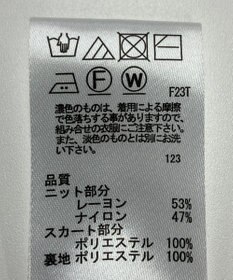 F W
F23T
濃色のものは、着用による摩擦
で色落ちする事がありますので、
組み合せの衣服にご注意下さい。
また、淡色のものとは別にお洗
い下さい。
123
品質
ニット部分
レーヨン 53%
ナイロン 47%
スカート部分
ポリエステル 100%
裏地 ポリエステル 100%